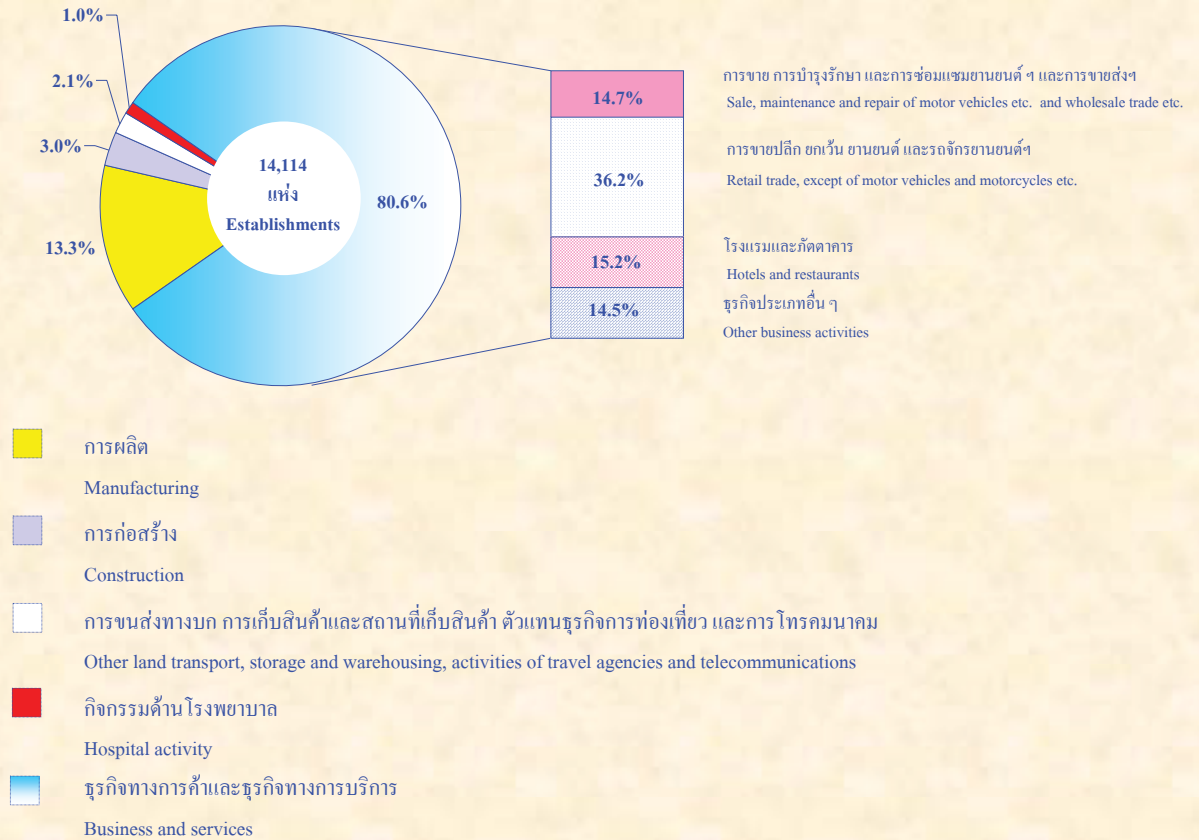 1.0%
2.1%
3.0%
13.3%
14,114
แห่ง
Establishments
80.6%
14.7%
36.2%
15.2%
14.5%
การขาย การบำรุงรักษา และการซ่อมแซมยานยนต์ ฯ และการขายส่งฯ
Sale, maintenance and repair of motor vehicles etc. and wholesale trade etc.
การขายปลีก ยกเว้น ยานยนต์ และรถจักรยานยนต์ฯ
Retail trade, except of motor vehicles and motorcycles etc.
โรงแรมและภัตตาคาร
Hotels and restaurants
ธุรกิจประเภทอื่น ๆ
Other business activities
การผลิต
Manufacturing
การก่อสร้าง
Construction
การขนส่งทางบก การเก็บสินค้าและสถานที่เก็บสินค้า ตัวแทนธุรกิจการท่องเที่ยว และการโทรคมนาคม
Other land transport, storage and warehousing, activities of travel agencies and telecommunications
กิจกรรมด้านโรงพยาบาล
Hospital activity
ธุรกิจทางการค้าและธุรกิจทางการบริการ
Business and services